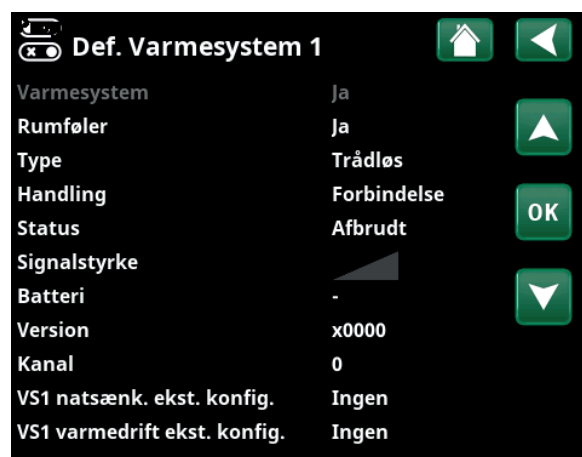 Def. Varmesystem 1
Varmesystem Ja
Rumføler Ja
Type Trådløs
Handling Forbindelse
Status Afbrudt
OK
Signalstyrke
Batteri -
Version x0000
Kanal 0
VS1 natsænk. ekst. konfig. Ingen
VS1 varmedrift ekst. konfig. Ingen